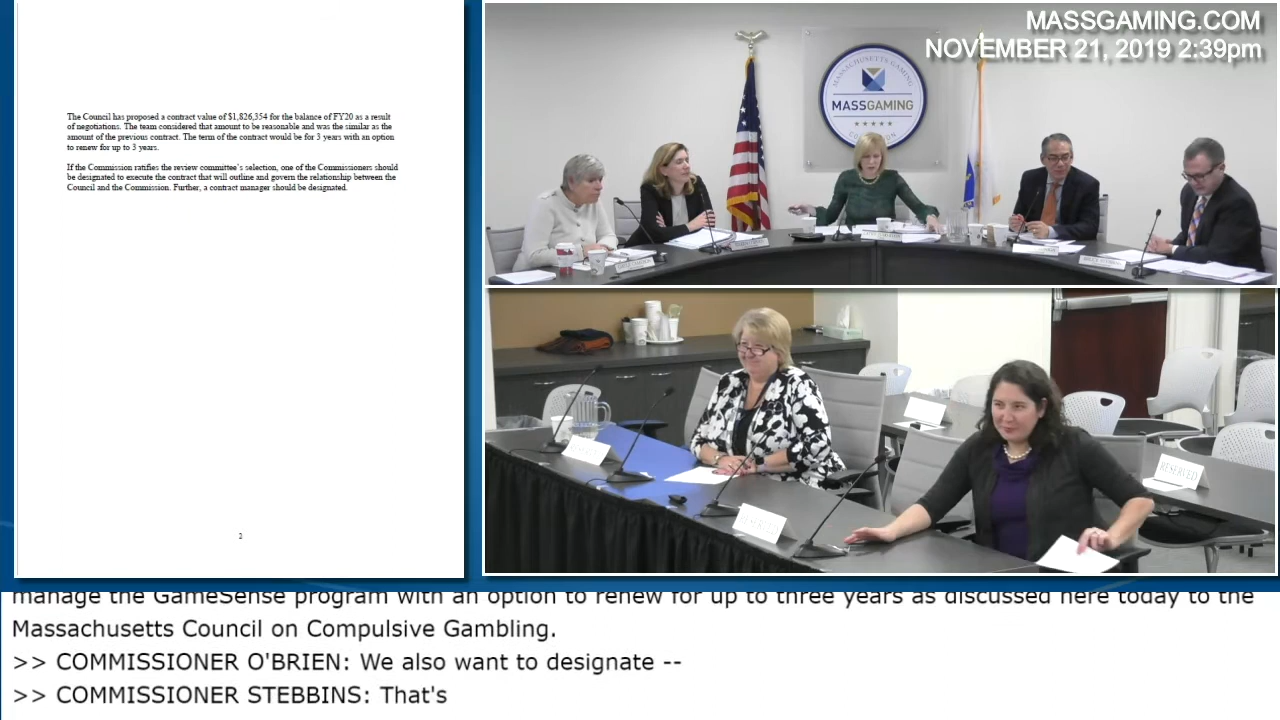 The Council has proposed a contract value of $1,826,354 for the balance of FY20 as a result
of negotiations. The team considered that amount to be reasonable and was the similar as the
amount of the previous contract. The term of the contract would be for 3 years with an option
to renew for up to 3 years.
If the Commission ratifies the review committee's selection, one of the Commissioners should
be designated to execute the contract that will outline and govern the relationship between the
Council and the Commission. Further, a contract manager should be designated.
2
MASSGAMING.COM
NOVEMBER 21, 2019 2:39pm
MASSACHUSETTS GAMING
MASSGAMING
COMMISSION
RESERVED
RESERVED
manage the GameSense program with an option to renew for up to three years as discussed here today to the
Massachusetts Council on Compulsive Gambling.
>> COMMISSIONER O'BRIEN: We also want to designate --
>> COMMISSIONER STEBBINS: That's